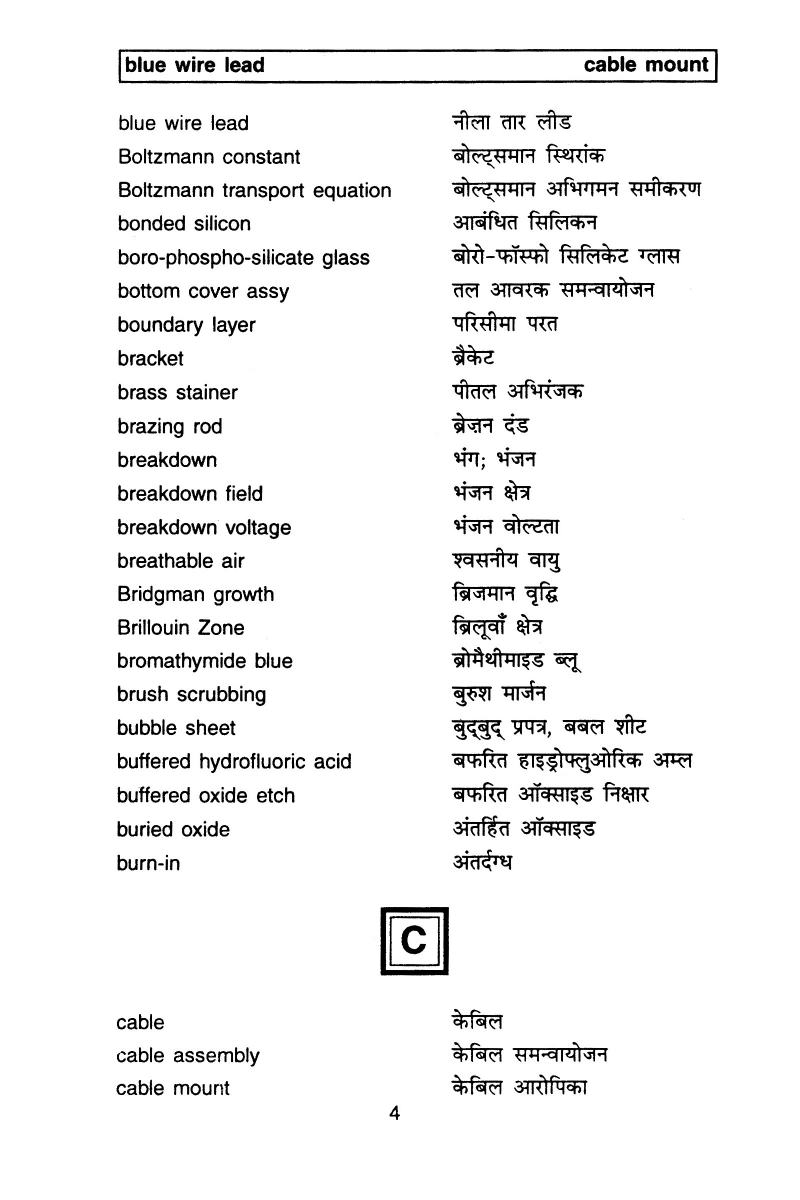 blue wire lead cable mount
blue wire lead नीला तार लीड
Boltzmann constant बोल्ट्समान स्थिरांक
Boltzmann transport equation बोल्ट्समान अभिगमन समीकरण
bonded silicon आबंधित सिलिकन
boro-phospho-silicate glass बोरो-फॉस्फो सिलिकेट ग्लास
bottom cover assy तल आवरक समन्वायोजन
boundary layer परिसीमा परत
bracket ब्रैकेट
brass stainer पीतल अभिरंजक
brazing rod ब्रेज़न दंड
breakdown भंग; भंजन
breakdown field भंजन क्षेत्र
breakdown voltage भंजन वोल्टता
breathable air श्वसनीय वायु
Bridgman growth ब्रिजमान वृद्धि
Brillouin Zone ब्रिलूवाँ क्षेत्र
bromathymide blue ब्रोमैथीमाइड ब्लू
brush scrubbing बुरुश मार्जन
bubble sheet बुद्‌बुद् प्रपत्र, बबल शीट
buffered hydrofluoric acid बफरित हाइड्रोफ्लुओरिक अम्ल
buffered oxide etch बफरित ऑक्साइड निक्षार
buried oxide अंतर्हित ऑक्साइड
burn-in अंतर्दग्ध
C
cable केबिल
cable assembly केबिल समन्वायोजन
cable mount केबिल आरोपिका
4